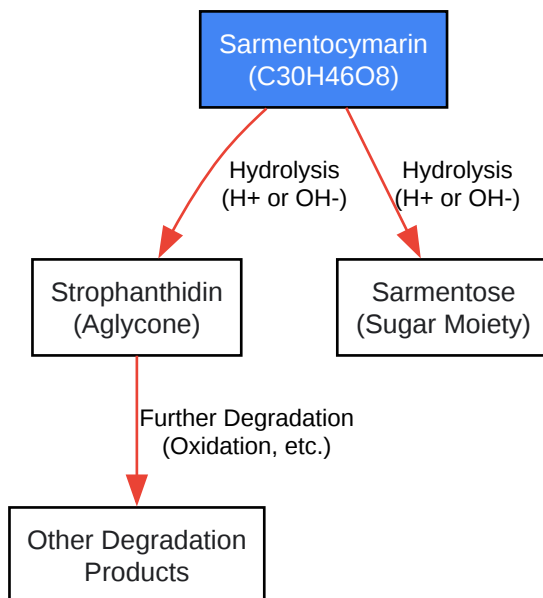 Sarmentocymarin
(C30H46O8)
Hydrolysis
(H+ or OH-)
Hydrolysis
(H+ or OH-)
Strophanthidin
(Aglycone)
Sarmentose
(Sugar Moiety)
Further Degradation
(Oxidation, etc.)
Other Degradation
Products